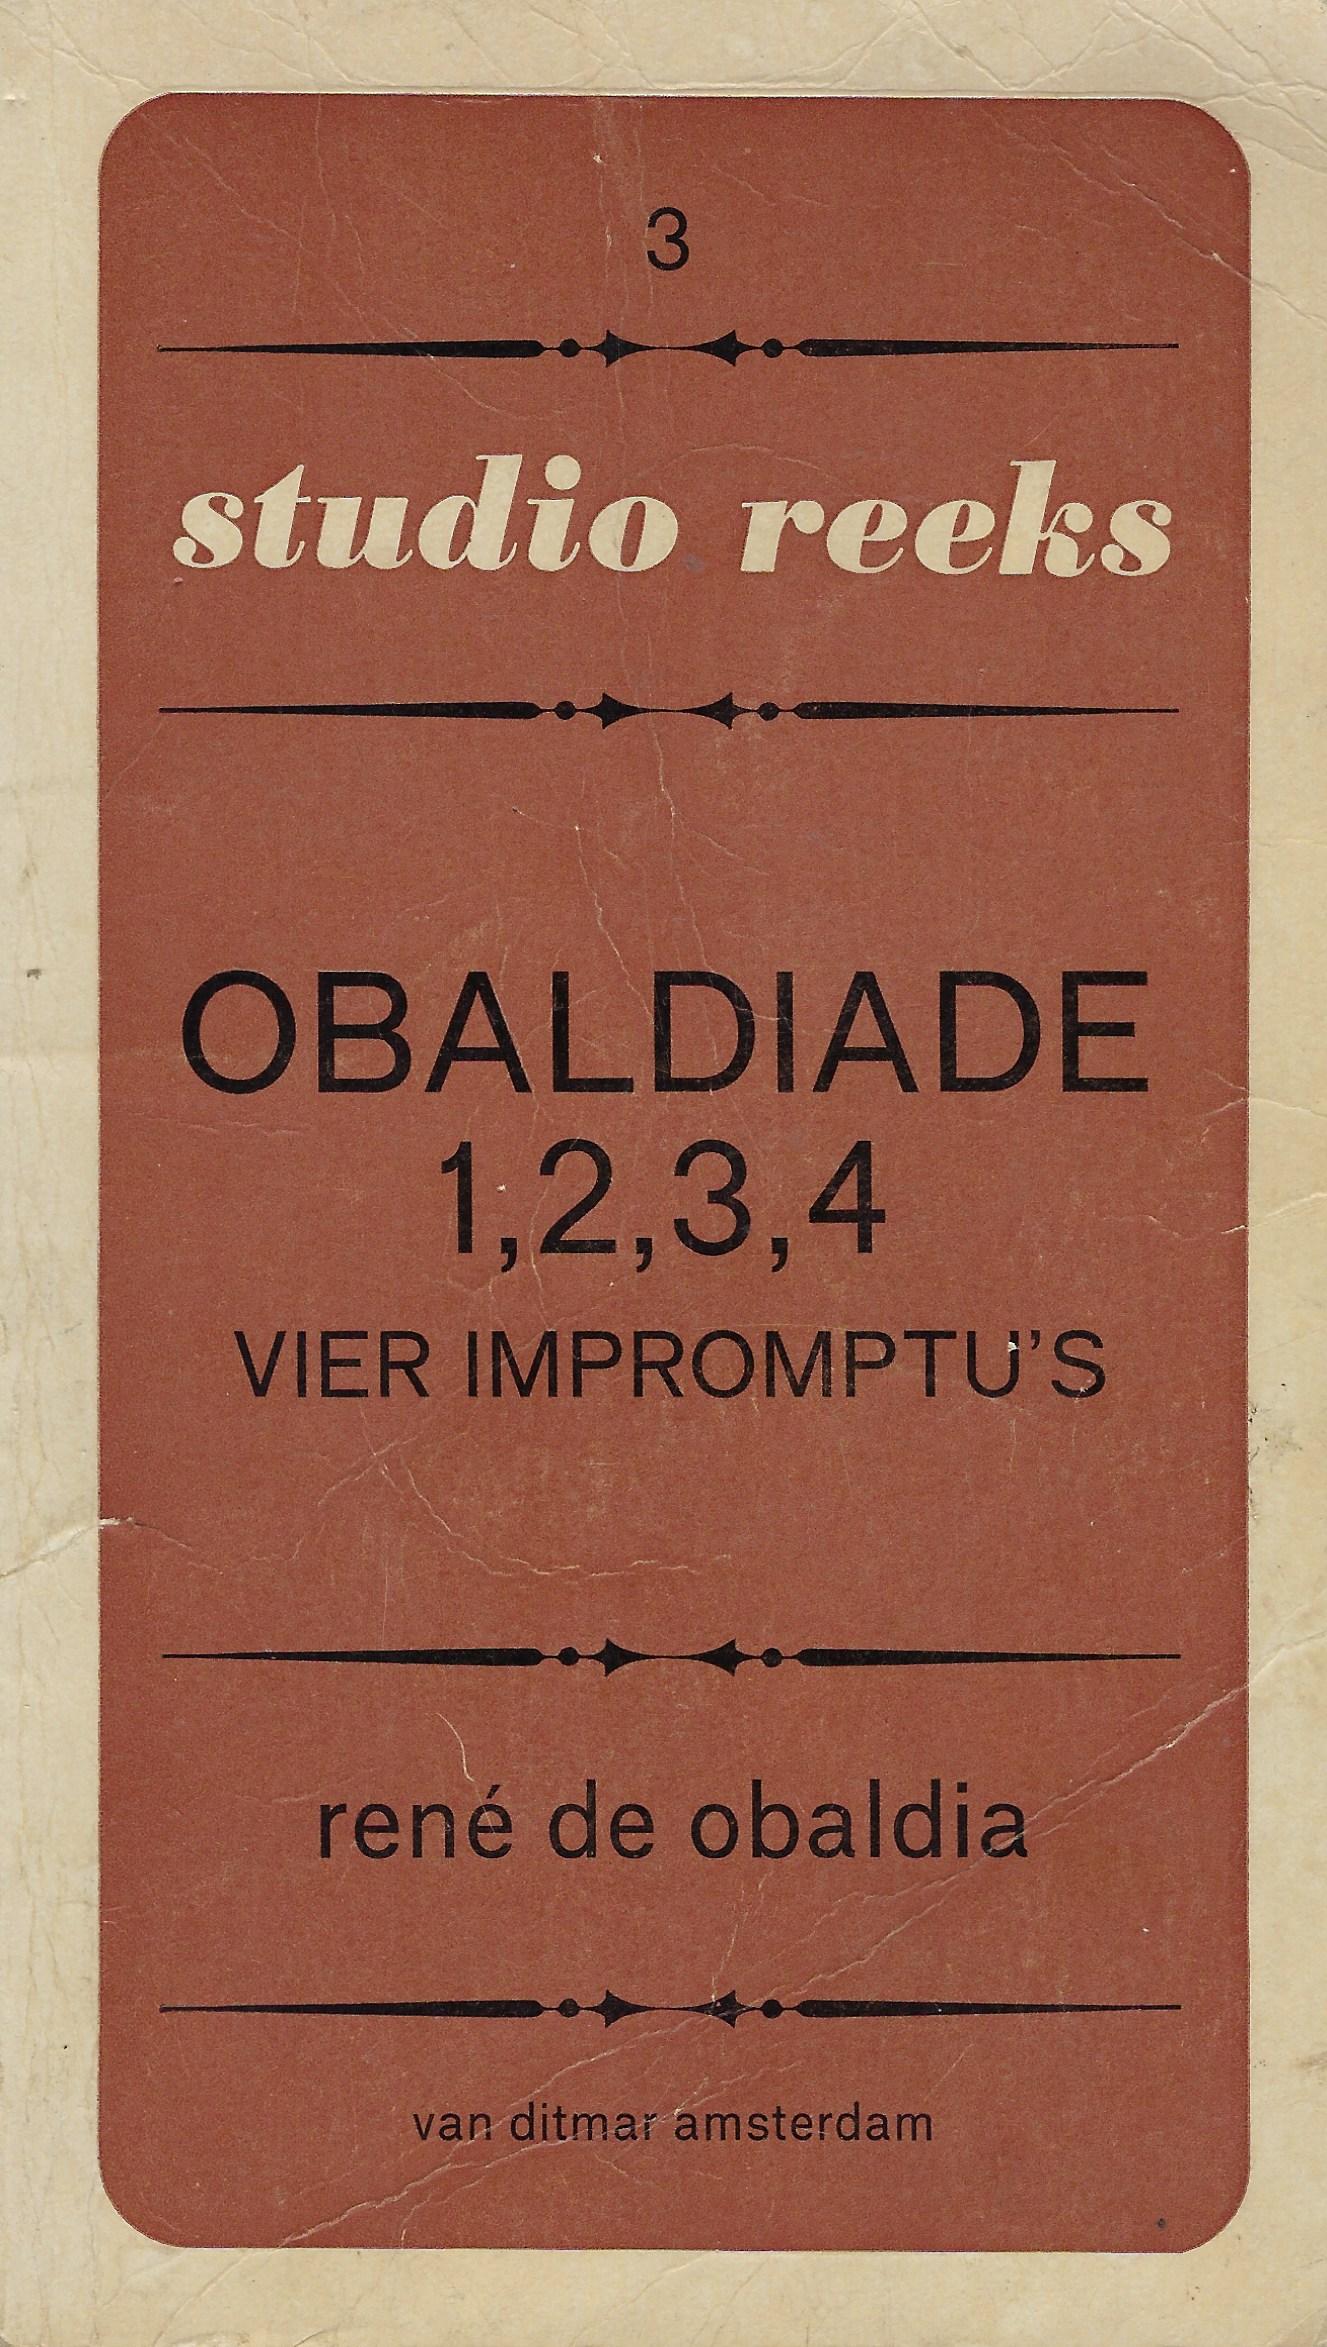 3
studio reeks
OBALDIADE
1,2,3,4
VIER IMPROMPTU'S
rené de obaldia
van ditmar amsterdam